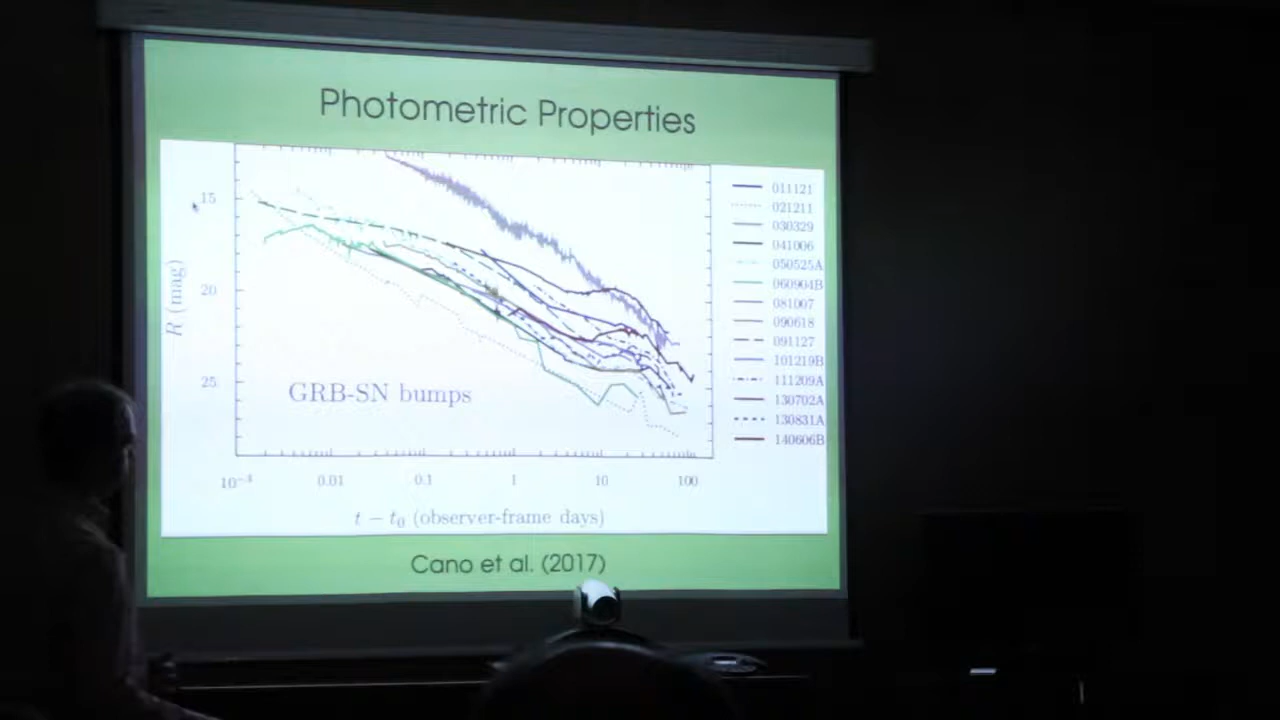 Photometric Properties
15
20
25
R (mag)
GRB-SN bumps
10⁻³ 0.01 0.1 1 10 100
t − t₀ (observer-frame days)
011121
021211
030329
041006
050525A
060904B
081007
090618
091127
101219B
111209A
130702A
130831A
140606B
Cano et al. (2017)